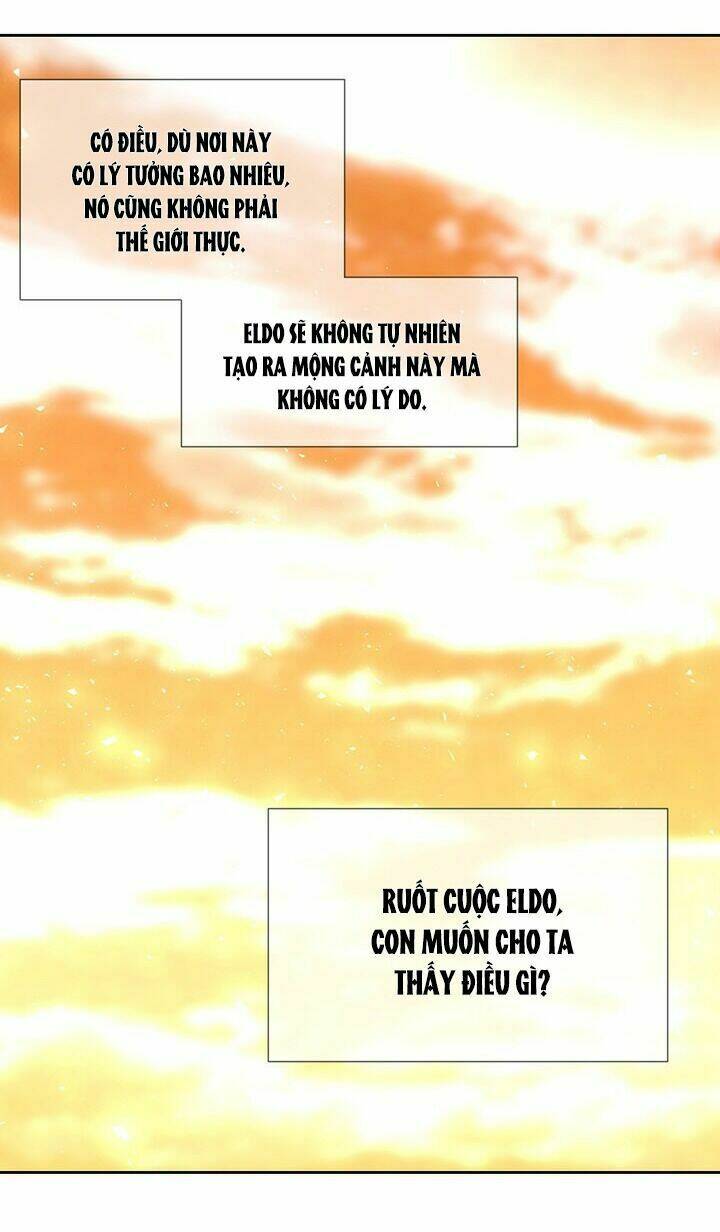 CÓ ĐIỀU, DÙ NƠI NÀY
CÓ LÝ TƯỞNG BAO NHIÊU,
NÓ CŨNG KHÔNG PHẢI
THẾ GIỚI THỰC.
ELDO SẼ KHÔNG TỰ NHIÊN
TẠO RA MỘNG CẢNH NÀY MÀ
KHÔNG CÓ LÝ DO.
RUỐT CUỘC ELDO,
CON MUỐN CHO TA
THẤY ĐIỀU GÌ?